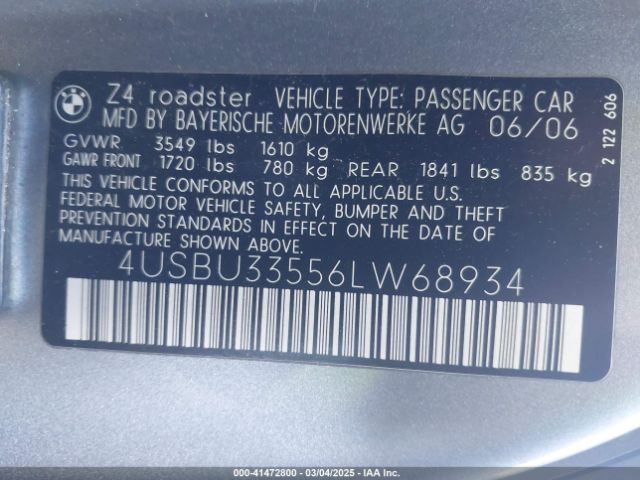 BMW
Z4 roadster VEHICLE TYPE: PASSENGER CAR
MFD BY BAYERISCHE MOTORENWERKE AG 06/06
GVWR 3549 lbs 1610 kg
GAWR FRONT 1720 lbs 780 kg REAR 1841 lbs 835 kg
THIS VEHICLE CONFORMS TO ALL APPLICABLE U.S.
FEDERAL MOTOR VEHICLE SAFETY, BUMPER AND THEFT
PREVENTION STANDARDS IN EFFECT ON THE DATE OF
MANUFACTURE SHOWN ABOVE.
4USBU33556LW68934
2 122 606
000-41472800 - 03/04/2025 - IAA Inc.